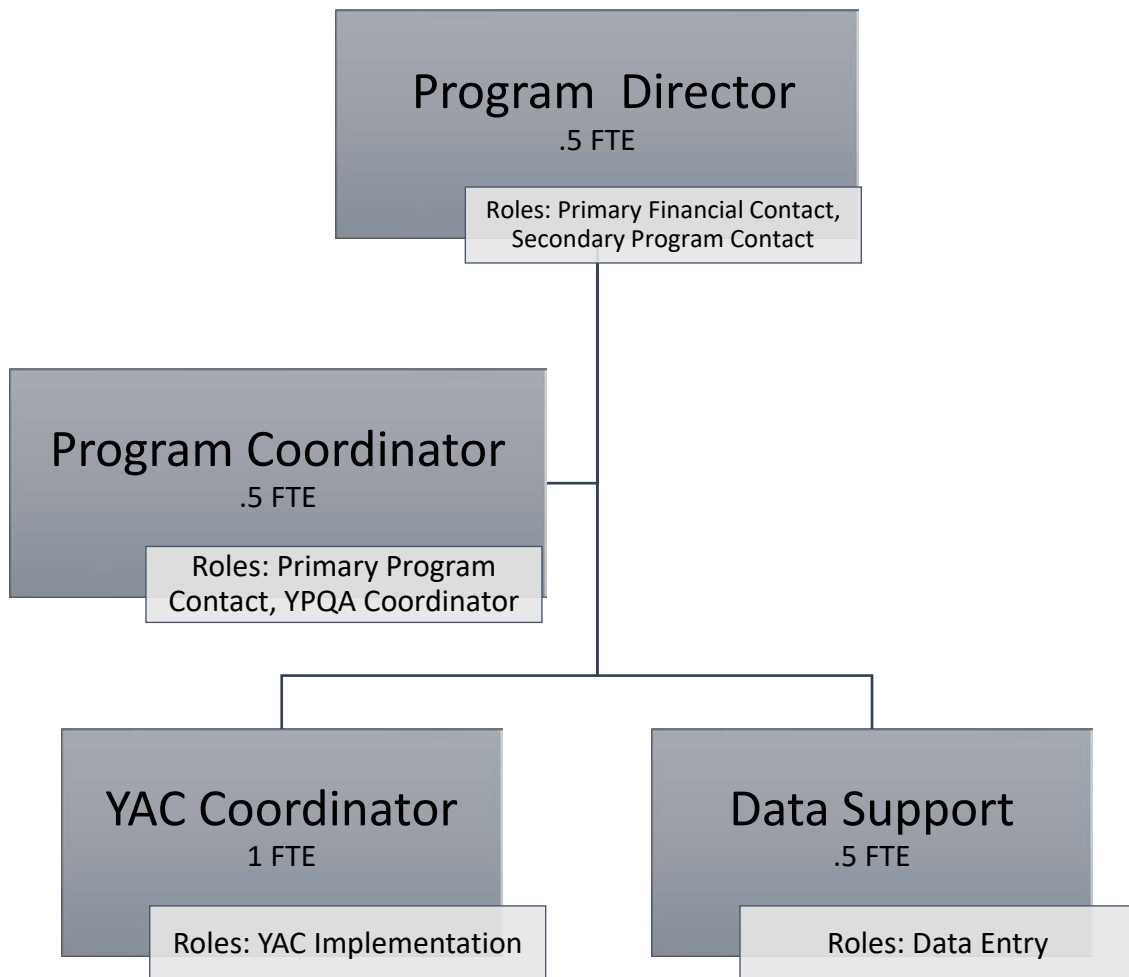 Program Director
.5 FTE
Roles: Primary Financial Contact,
Secondary Program Contact
Program Coordinator
.5 FTE
Roles: Primary Program
Contact, YPQA Coordinator
YAC Coordinator
1 FTE
Roles: YAC Implementation
Data Support
.5 FTE
Roles: Data Entry